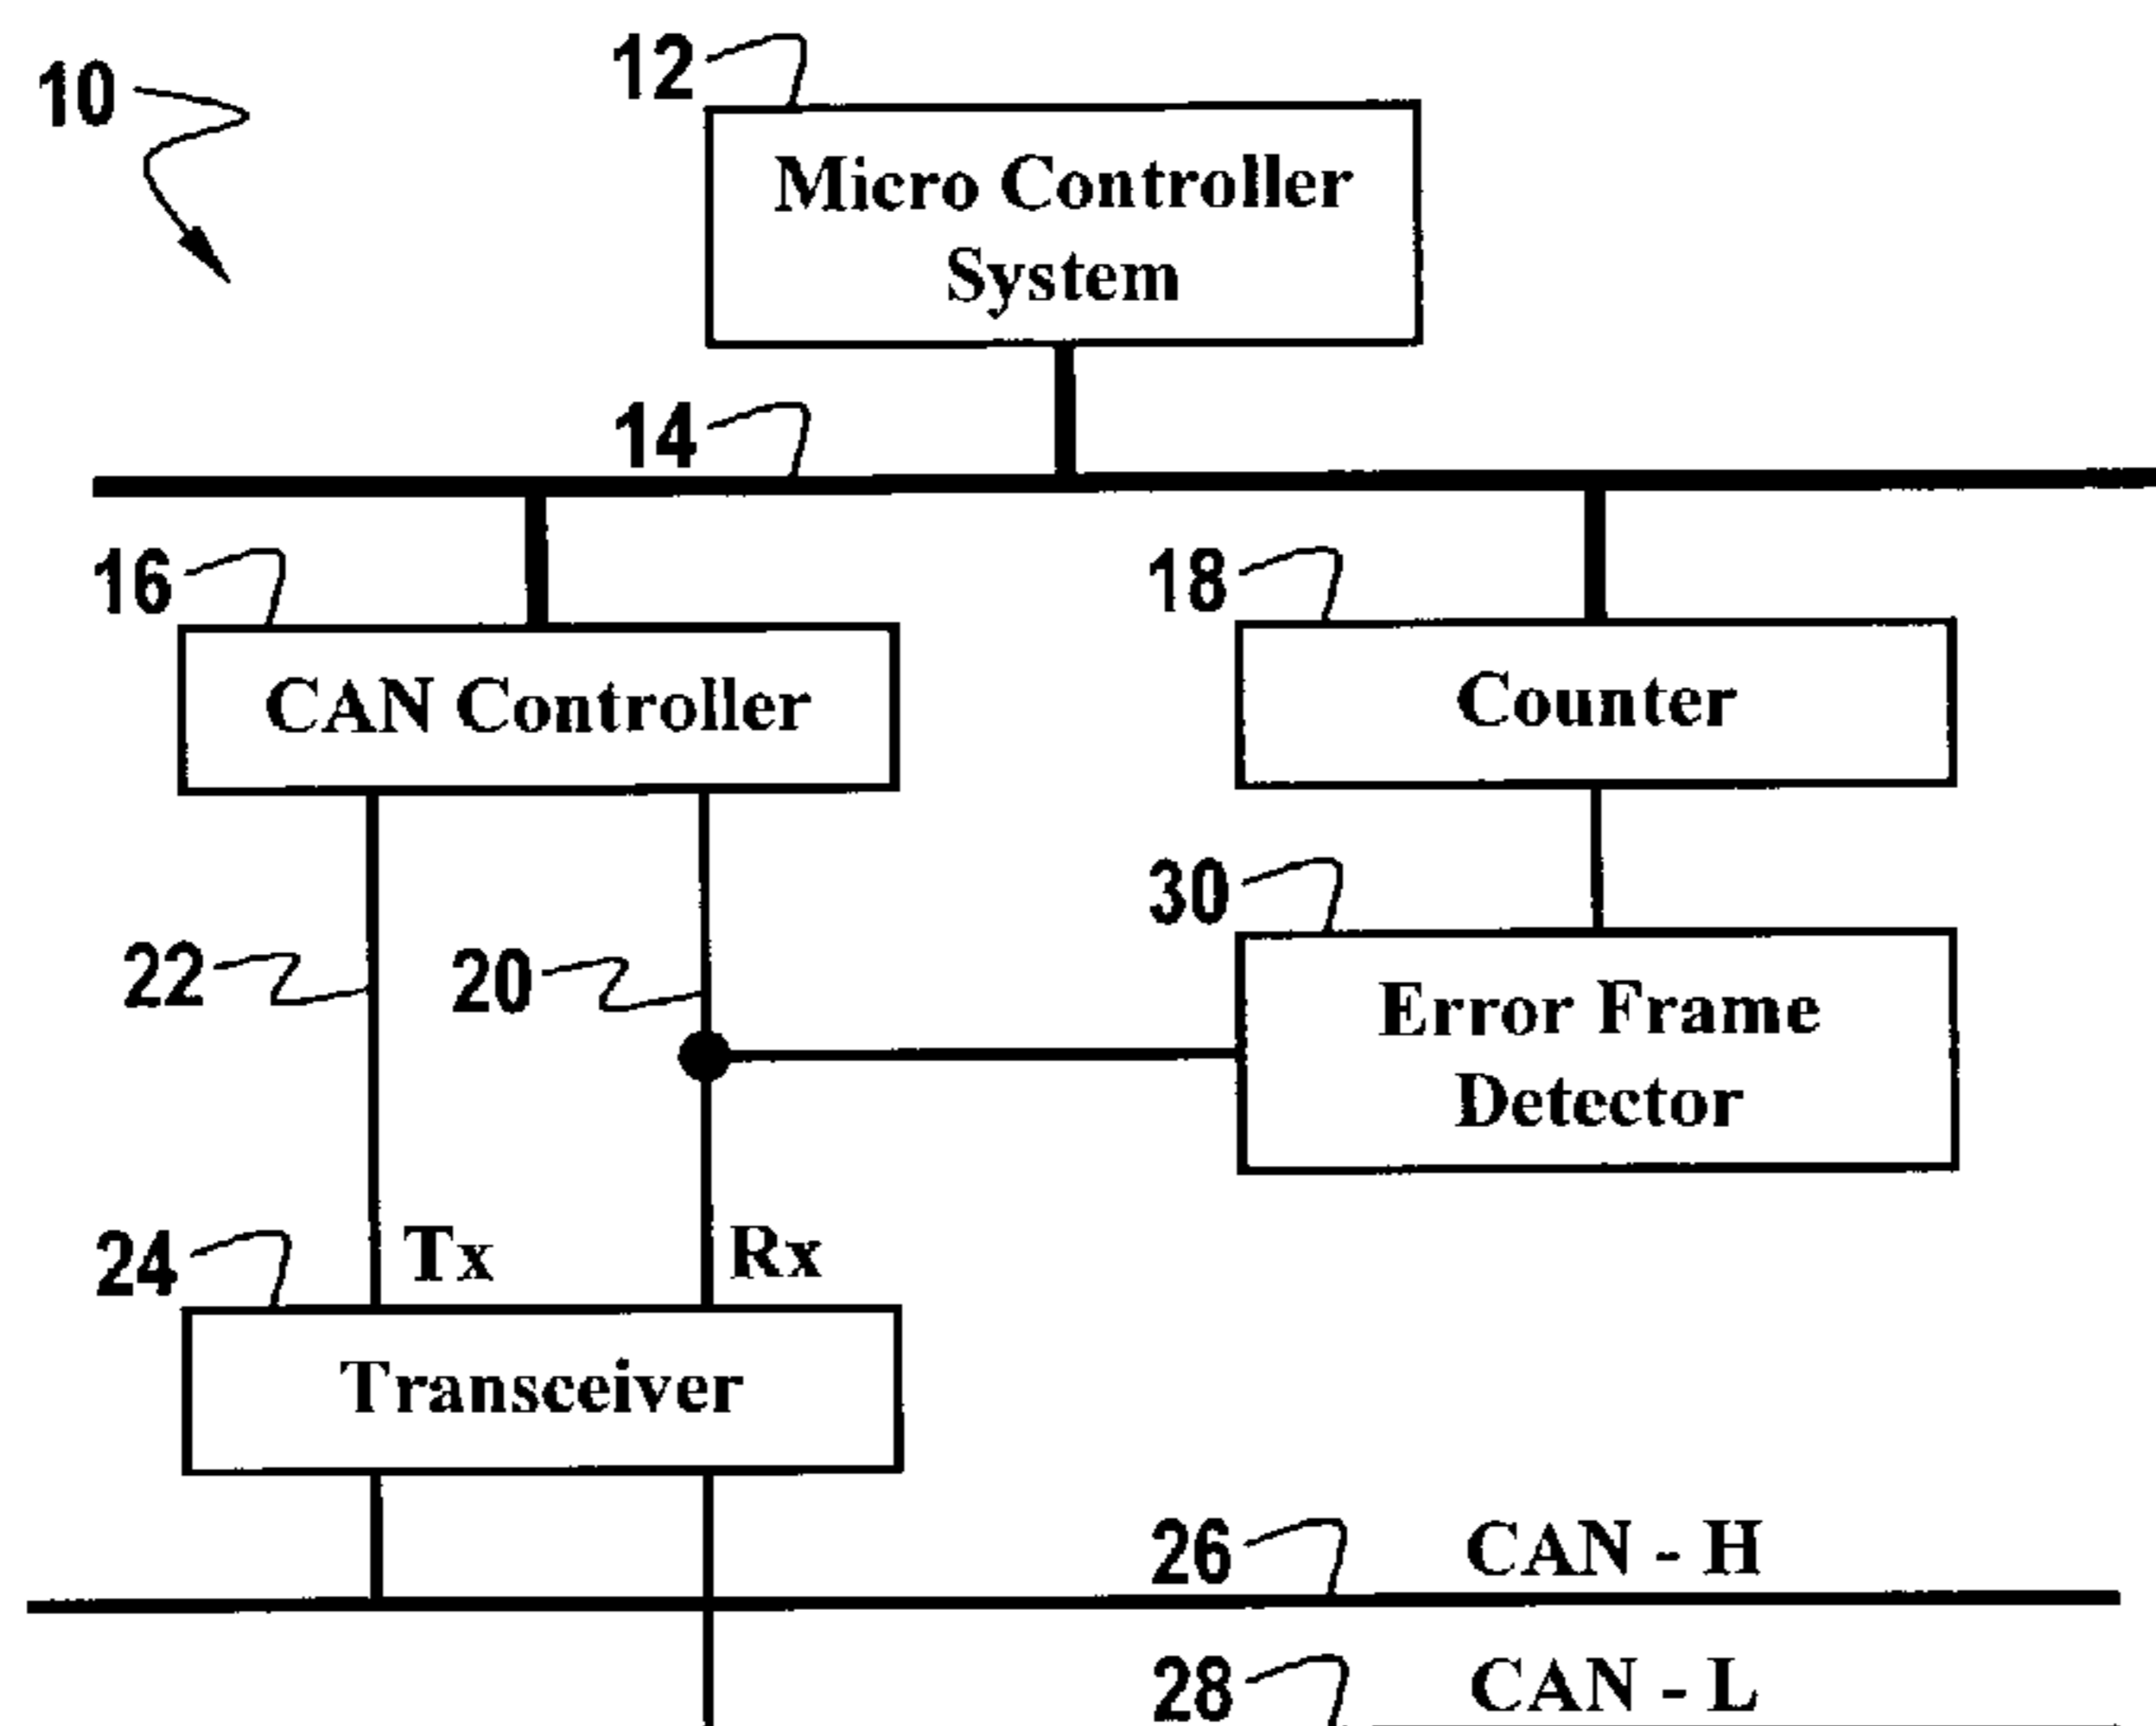 10
12
Micro Controller
System
14
16
18
CAN Controller
Counter
22
20
30
Error Frame
Detector
24
Tx
Rx
Transceiver
26
CAN - H
28
CAN - L